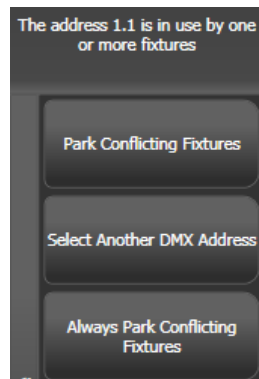 The address 1.1 is in use by one
or more fixtures
Park Conflicting Fixtures
Select Another DMX Address
Always Park Conflicting
Fixtures